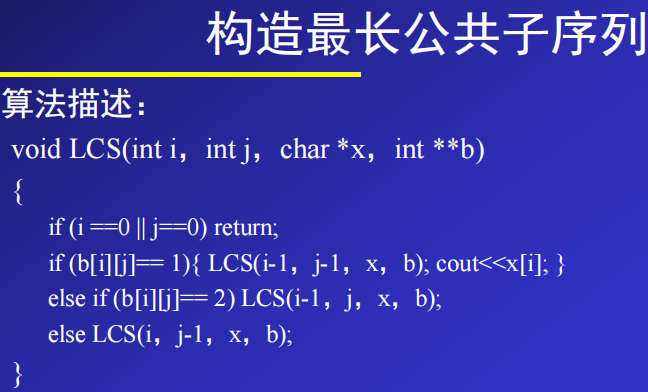 构造最长公共子序列
算法描述：
void LCS(int i，int j，char *x，int **b)
{
if (i ==0 || j==0) return;
if (b[i][j]== 1){ LCS(i-1，j-1，x，b); cout<<x[i]; }
else if (b[i][j]== 2) LCS(i-1，j，x，b);
else LCS(i，j-1，x，b);
}